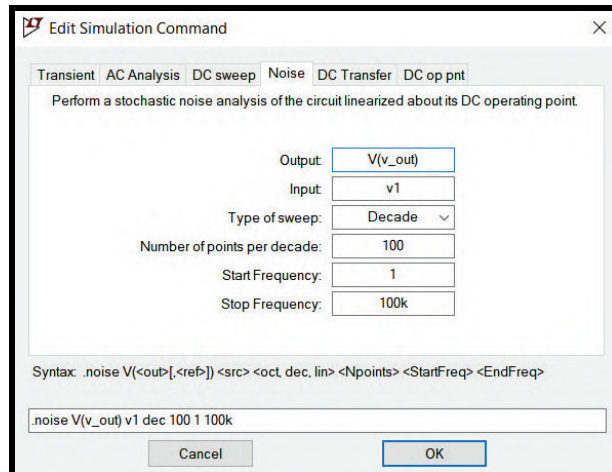 Edit Simulation Command
Transient AC Analysis DC sweep Noise DC Transfer DC op pnt
Perform a stochastic noise analysis of the circuit linearized about its DC operating point.
Output: V(v_out)
Input: v1
Type of sweep: Decade
Number of points per decade: 100
Start Frequency: 1
Stop Frequency: 100k
Syntax: .noise V(<out>[,<ref>]) <src> <oct, dec, lin> <Npoints> <StartFreq> <EndFreq>
.noise V(v_out) v1 dec 100 1 100k
Cancel OK